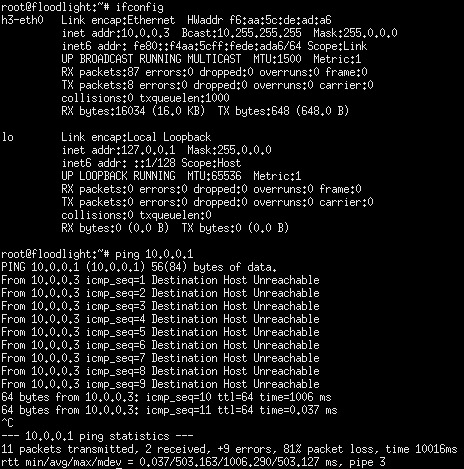 root@floodlight:~# ifconfig
h3-eth0   Link encap:Ethernet  HWaddr f6:aa:5c:de:ad:a6
          inet addr:10.0.0.3  Bcast:10.255.255.255  Mask:255.0.0.0
          inet6 addr: fe80::f4aa:5cff:fede:ada6/64 Scope:Link
          UP BROADCAST RUNNING MULTICAST  MTU:1500  Metric:1
          RX packets:87 errors:0 dropped:0 overruns:0 frame:0
          TX packets:8 errors:0 dropped:0 overruns:0 carrier:0
          collisions:0 txqueuelen:1000
          RX bytes:16034 (16.0 KB)  TX bytes:648 (648.0 B)
lo        Link encap:Local Loopback
          inet addr:127.0.0.1  Mask:255.0.0.0
          inet6 addr: ::1/128 Scope:Host
          UP LOOPBACK RUNNING  MTU:65536  Metric:1
          RX packets:0 errors:0 dropped:0 overruns:0 frame:0
          TX packets:0 errors:0 dropped:0 overruns:0 carrier:0
          collisions:0 txqueuelen:0
          RX bytes:0 (0.0 B)  TX bytes:0 (0.0 B)
root@floodlight:~# ping 10.0.0.1
PING 10.0.0.1 (10.0.0.1) 56(84) bytes of data.
From 10.0.0.3 icmp_seq=1 Destination Host Unreachable
From 10.0.0.3 icmp_seq=2 Destination Host Unreachable
From 10.0.0.3 icmp_seq=3 Destination Host Unreachable
From 10.0.0.3 icmp_seq=4 Destination Host Unreachable
From 10.0.0.3 icmp_seq=5 Destination Host Unreachable
From 10.0.0.3 icmp_seq=6 Destination Host Unreachable
From 10.0.0.3 icmp_seq=7 Destination Host Unreachable
From 10.0.0.3 icmp_seq=8 Destination Host Unreachable
From 10.0.0.3 icmp_seq=9 Destination Host Unreachable
64 bytes from 10.0.0.3: icmp_seq=10 ttl=64 time=1006 ms
64 bytes from 10.0.0.3: icmp_seq=11 ttl=64 time=0.037 ms
^C
--- 10.0.0.1 ping statistics ---
11 packets transmitted, 2 received, +9 errors, 81% packet loss, time 10016ms
rtt min/avg/max/mdev = 0.037/503.163/1006.290/503.127 ms, pipe 3